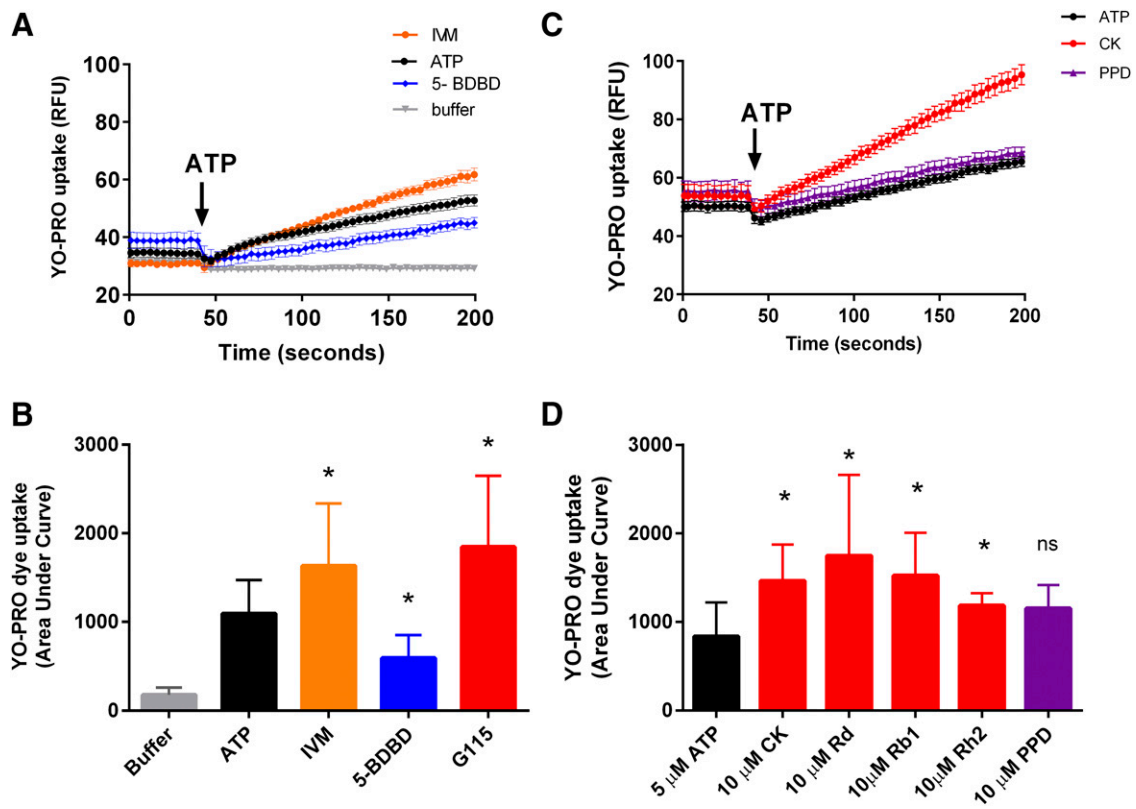 A
IVM
ATP
5- BDBD
buffer
YO-PRO uptake (RFU)
100
80
60
40
20
ATP
0
50
100
150
200
Time (seconds)
C
ATP
CK
PPD
YO-PRO uptake (RFU)
100
80
60
40
20
ATP
0
50
100
150
200
Time (seconds)
B
YO-PRO dye uptake
(Area Under Curve)
3000
2000
1000
0
*
*
*
Buffer
ATP
IVM
5-BDBD
G115
D
YO-PRO dye uptake
(Area Under Curve)
3000
2000
1000
0
*
*
*
*
ns
5 μM ATP
10 μM CK
10 μM Rd
10μM Rb1
10μM Rh2
10 μM PPD